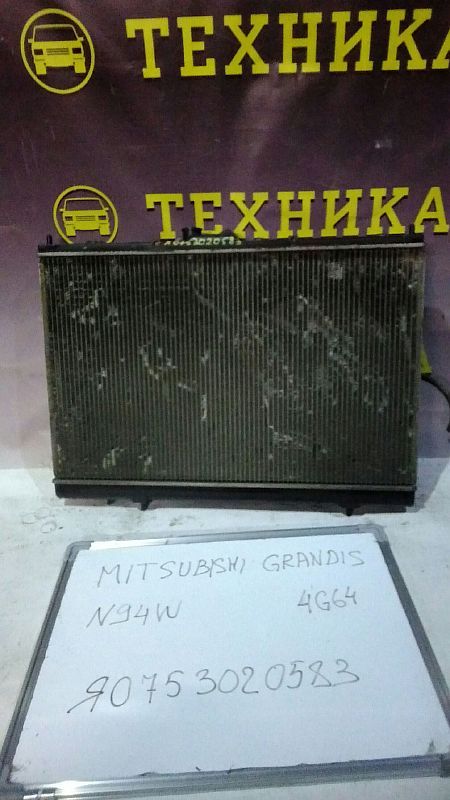 ТЕХНИКА
ТЕХНИКА
MITSUBISHI GRANDIS
N94W 4G64
Я0753020583